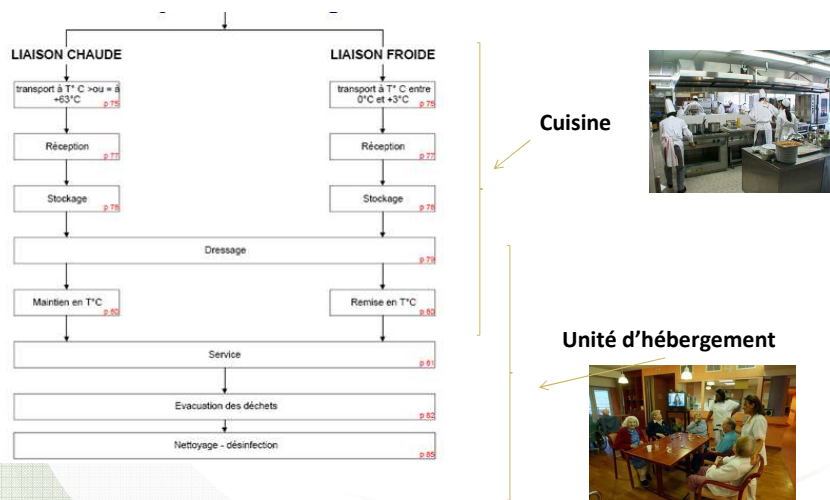 LIAISON CHAUDE
LIAISON FROIDE
transport à T° C >ou = à
+63°C
p 75
transport à T° C entre
0°C et +3°C
p 75
Réception
p 77
Réception
p 77
Stockage
p 78
Stockage
p 78
Dressage
p 79
Maintien en T°C
p 80
Remise en T°C
p 80
Service
p 81
Evacuation des déchets
p 82
Nettoyage - désinfection
p 85
Cuisine
Unité d’hébergement